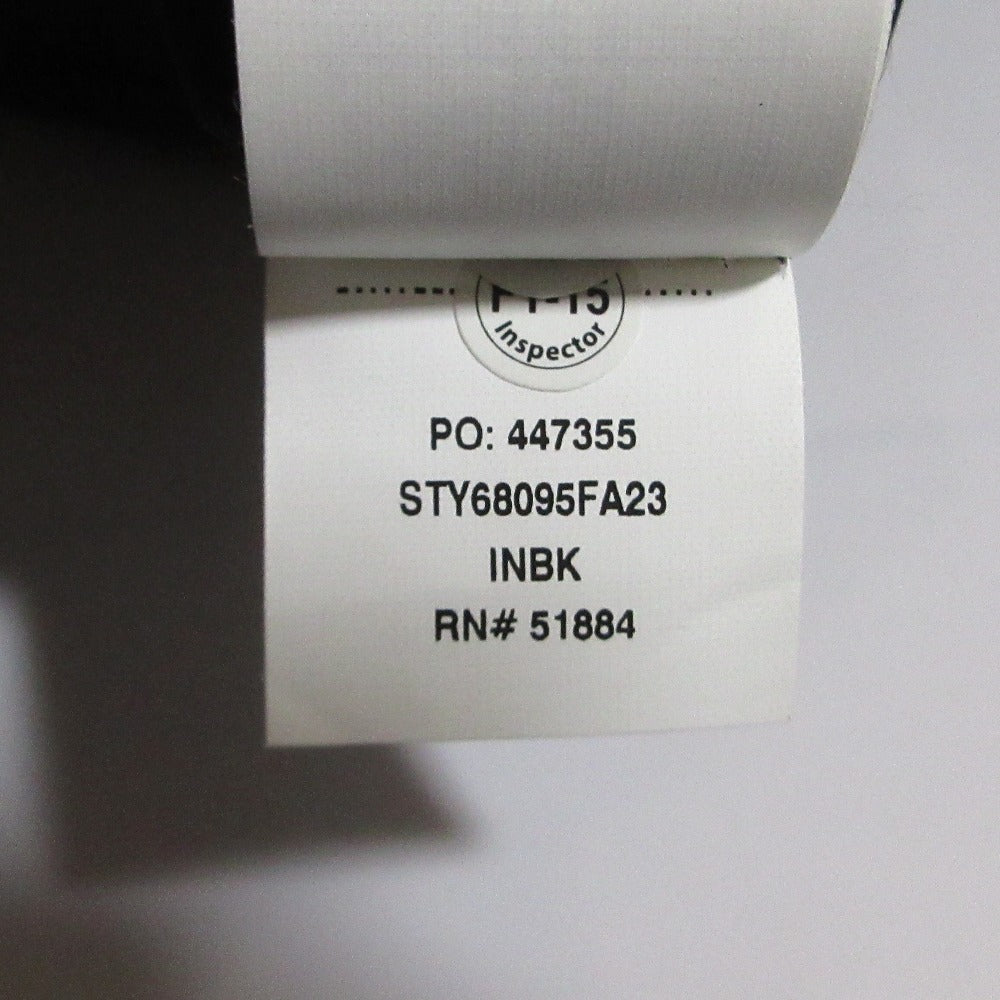 Inspector
PO: 447355
STY68095FA23
INBK
RN# 51884